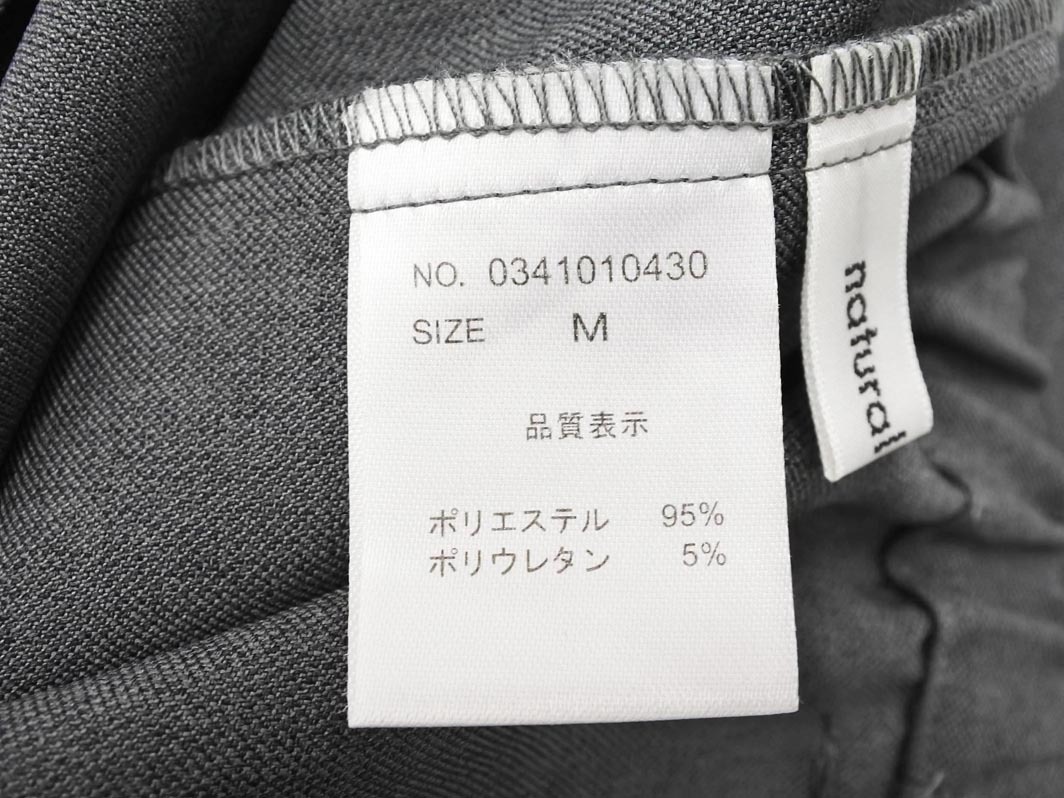 NO. 0341010430
SIZE M
品質表示
ポリエステル 95%
ポリウレタン 5%
natural